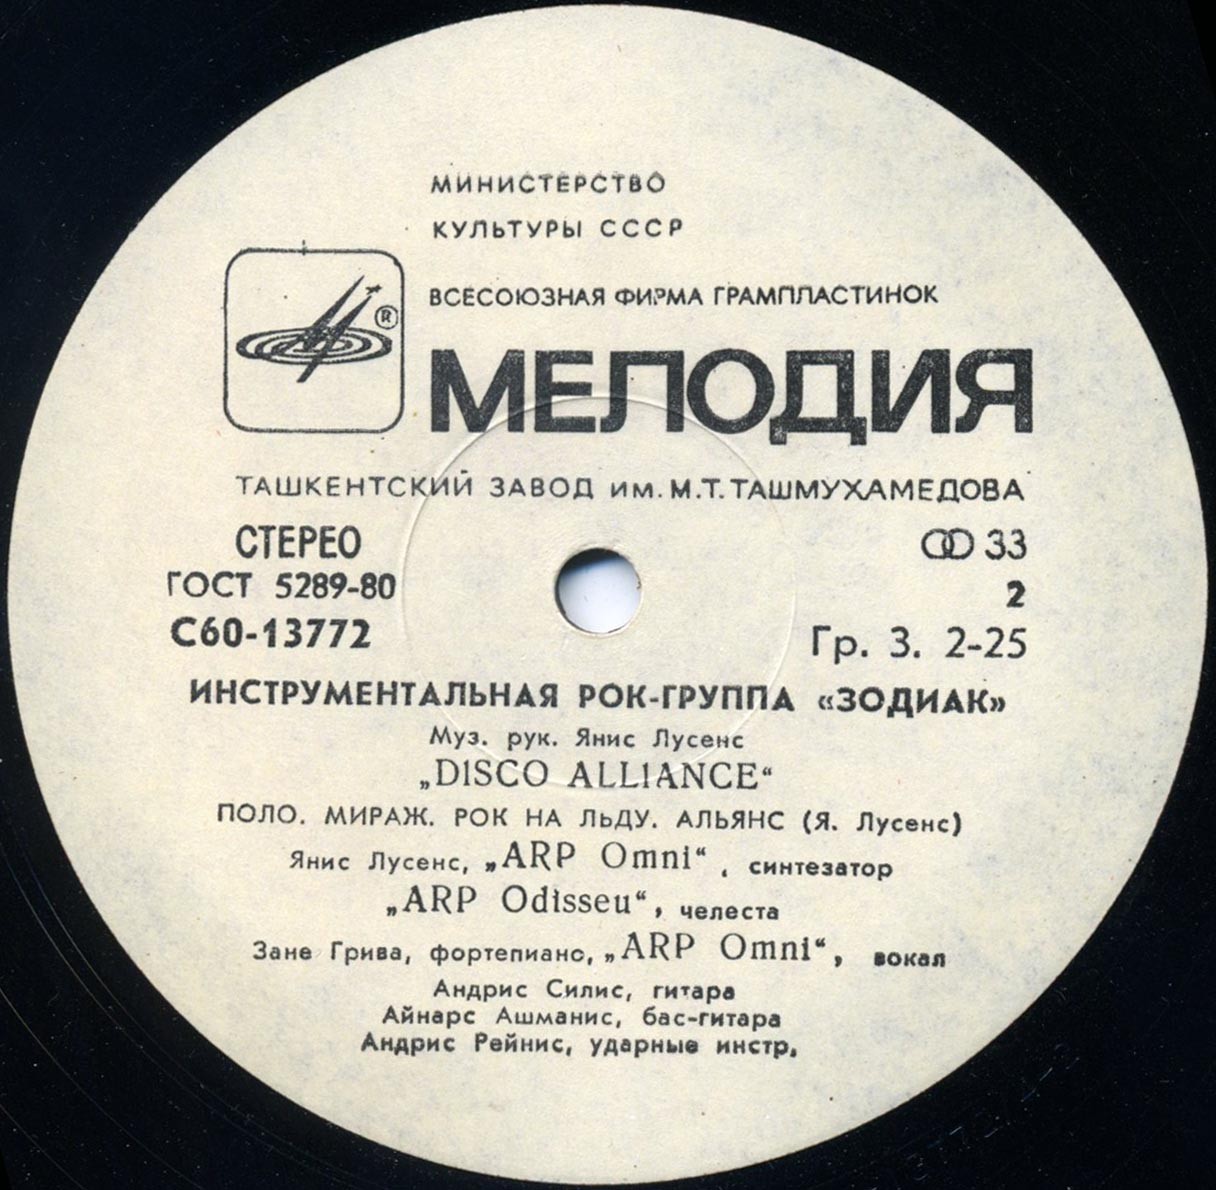 МИНИСТЕРСТВО
КУЛЬТУРЫ СССР
ВСЕСОЮЗНАЯ ФИРМА ГРАМПЛАСТИНОК
®
МЕЛОДИЯ
ТАШКЕНТСКИЙ ЗАВОД им. М.Т. ТАШМУХАМЕДОВА
СТЕРЕО 33
ГОСТ 5289-80 2
С60-13772 Гр. 3. 2-25
ИНСТРУМЕНТАЛЬНАЯ РОК-ГРУППА «ЗОДИАК»
Муз. рук. Янис Лусенс
„DISCO ALLIANCE“
ПОЛО. МИРАЖ. РОК НА ЛЬДУ. АЛЬЯНС (Я. Лусенс)
Янис Лусенс, „ARP Omni“, синтезатор
„ARP Odisseu“, челеста
Зане Грива, фортепиано, „ARP Omni“, вокал
Андрис Силис, гитара
Айнарс Ашманис, бас-гитара
Андрис Рейнис, ударные инстр.